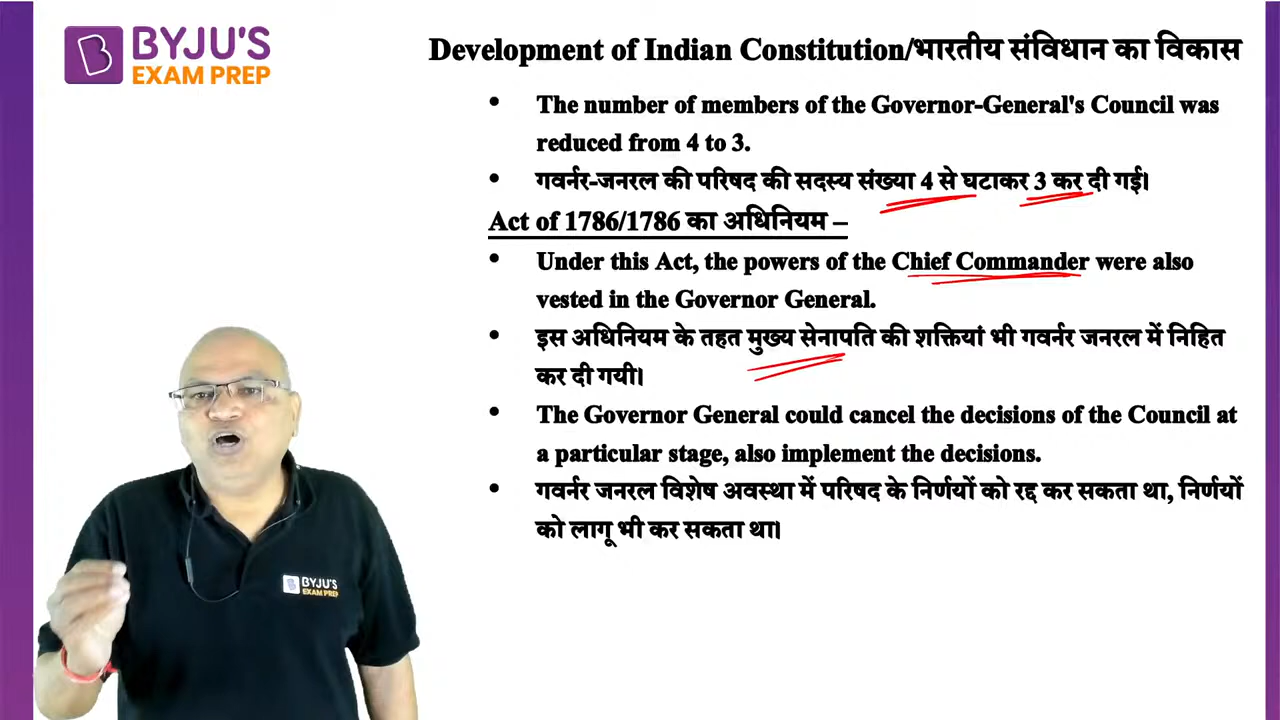 BYJU'S
EXAM PREP
Development of Indian Constitution/भारतीय संविधान का विकास
• The number of members of the Governor-General's Council was
reduced from 4 to 3.
• गवर्नर-जनरल की परिषद की सदस्य संख्या 4 से घटाकर 3 कर दी गई।
Act of 1786/1786 का अधिनियम –
• Under this Act, the powers of the Chief Commander were also
vested in the Governor General.
• इस अधिनियम के तहत मुख्य सेनापति की शक्तियां भी गवर्नर जनरल में निहित
कर दी गयी।
• The Governor General could cancel the decisions of the Council at
a particular stage, also implement the decisions.
• गवर्नर जनरल विशेष अवस्था में परिषद के निर्णयों को रद्द कर सकता था, निर्णयों
को लागू भी कर सकता था।
BYJU'S
EXAM PREP